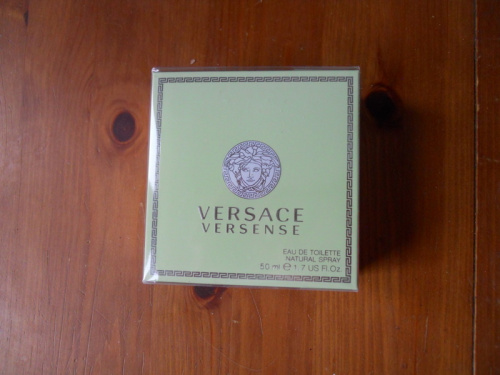 VERSACE
VERSENSE
EAU DE TOILETTE
NATURAL SPRAY
50 ml ℮ 1.7 US Fl.Oz